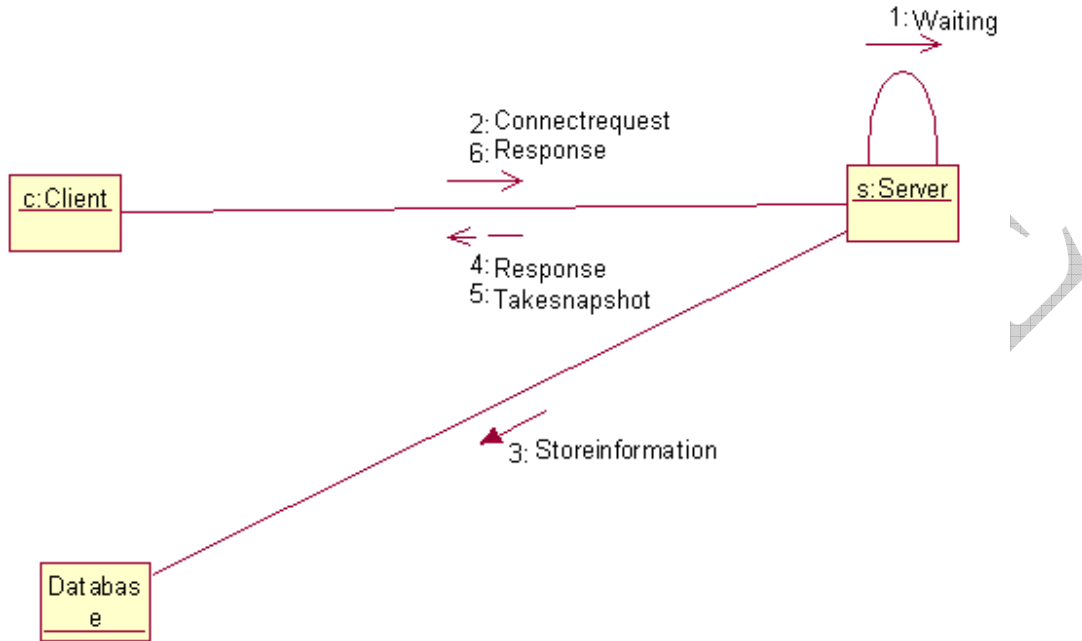 1: Waiting
2: Connectrequest
6: Response
c:Client
s:Server
4: Response
5: Takesnapshot
3: Storeinformation
Databas
e